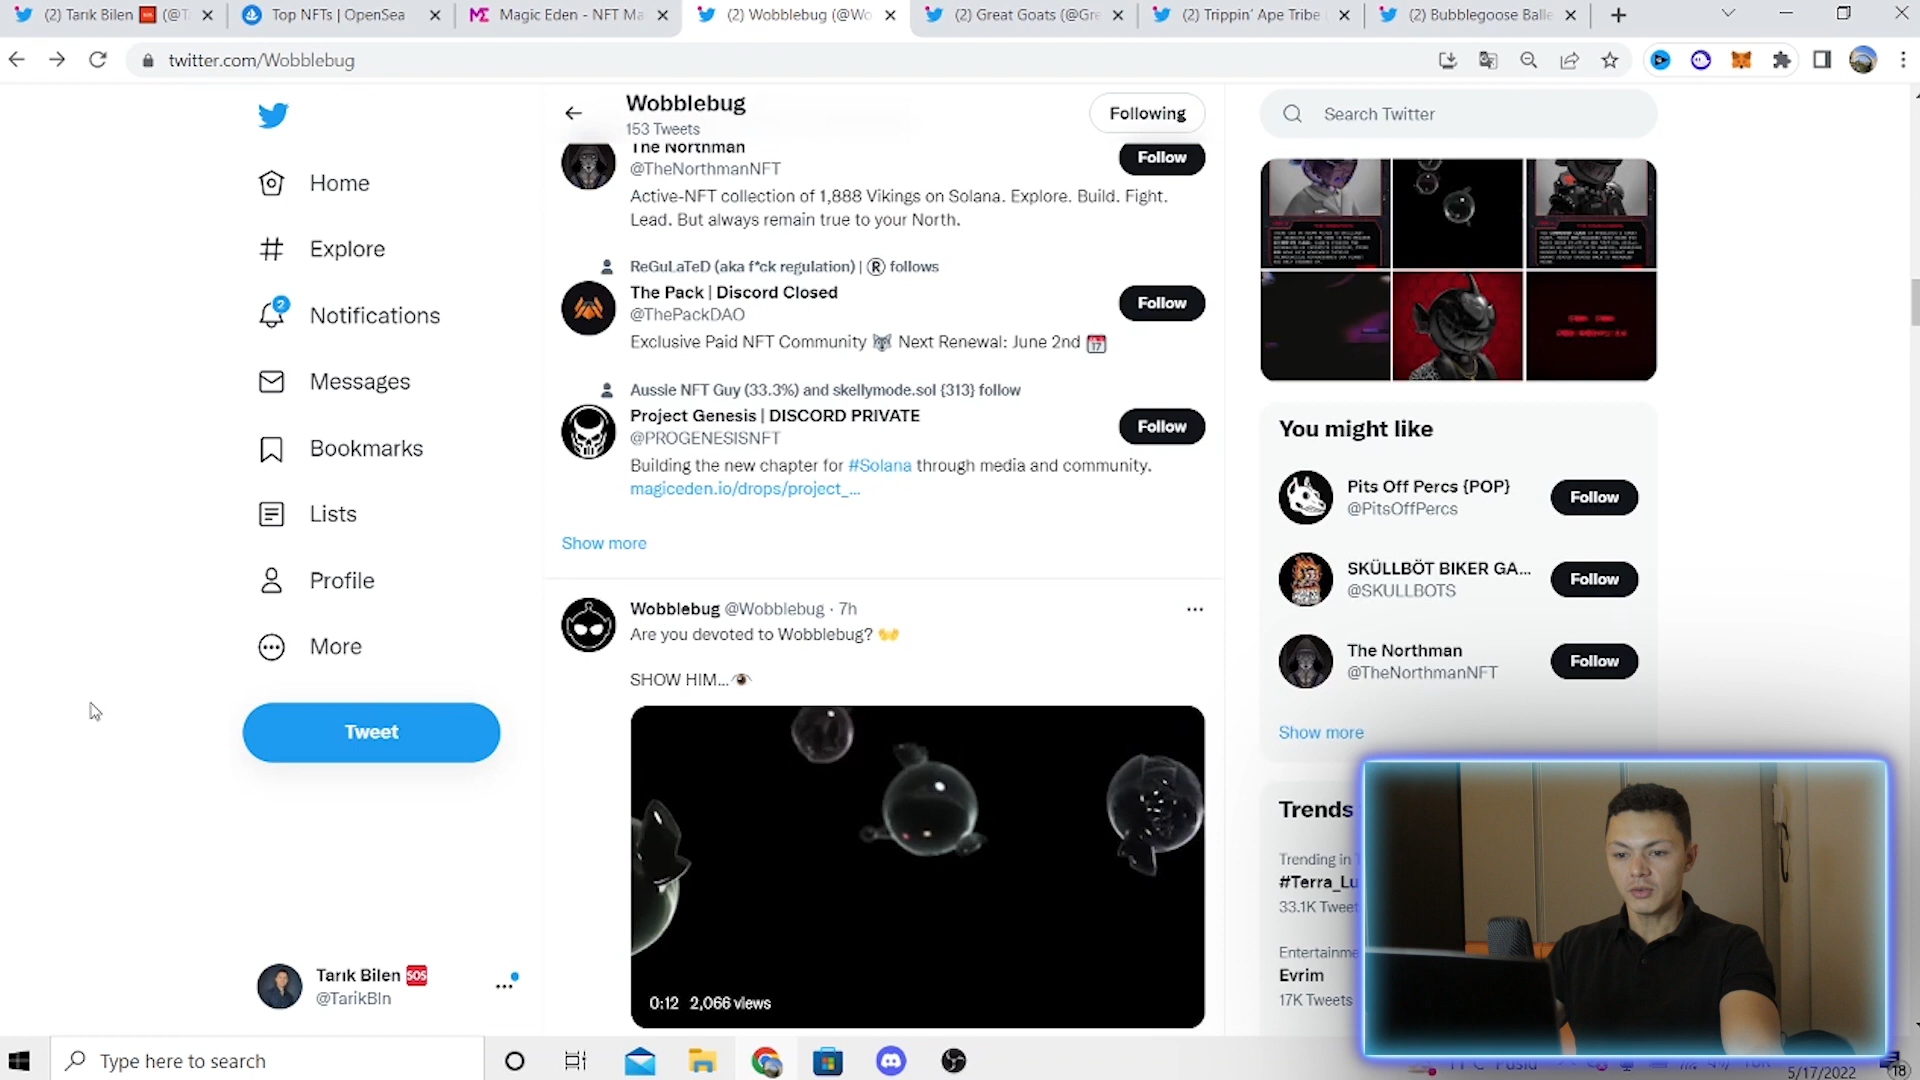 (2) Tarık Bilen 🆘 (@T
Top NFTs | OpenSea
Magic Eden - NFT Ma
(2) Wobblebug (@Wo
(2) Great Goats (@Gre
(2) Trippin' Ape Tribe
(2) Bubblegoose Balle
twitter.com/Wobblebug
Home
Explore
2
Notifications
Messages
Bookmarks
Lists
Profile
More
Tweet
Tarık Bilen 🆘
@TarikBln
Wobblebug
153 Tweets
Following
The Northman
@TheNorthmanNFT
Follow
Active-NFT collection of 1,888 Vikings on Solana. Explore. Build. Fight.
Lead. But always remain true to your North.
ReGuLaTeD (aka f*ck regulation) | Ⓡ follows
The Pack | Discord Closed
@ThePackDAO
Follow
Exclusive Paid NFT Community 🐺 Next Renewal: June 2nd 📅
Aussie NFT Guy (33.3%) and skellymode.sol {313} follow
Project Genesis | DISCORD PRIVATE
@PROGENESISNFT
Follow
Building the new chapter for #Solana through media and community.
magiceden.io/drops/project_...
Show more
Wobblebug @Wobblebug · 7h
Are you devoted to Wobblebug? 👐
SHOW HIM...👁
0:12 2,066 views
Search Twitter
You might like
Pits Off Percs {POP}
@PitsOffPercs
Follow
SKÜLLBÖT BIKER GA...
@SKULLBOTS
Follow
The Northman
@TheNorthmanNFT
Follow
Show more
Trends
Trending in
#Terra_Lu
33.1K Tweet
Entertainme
Evrim
17K Tweets
Type here to search
5/17/2022
18